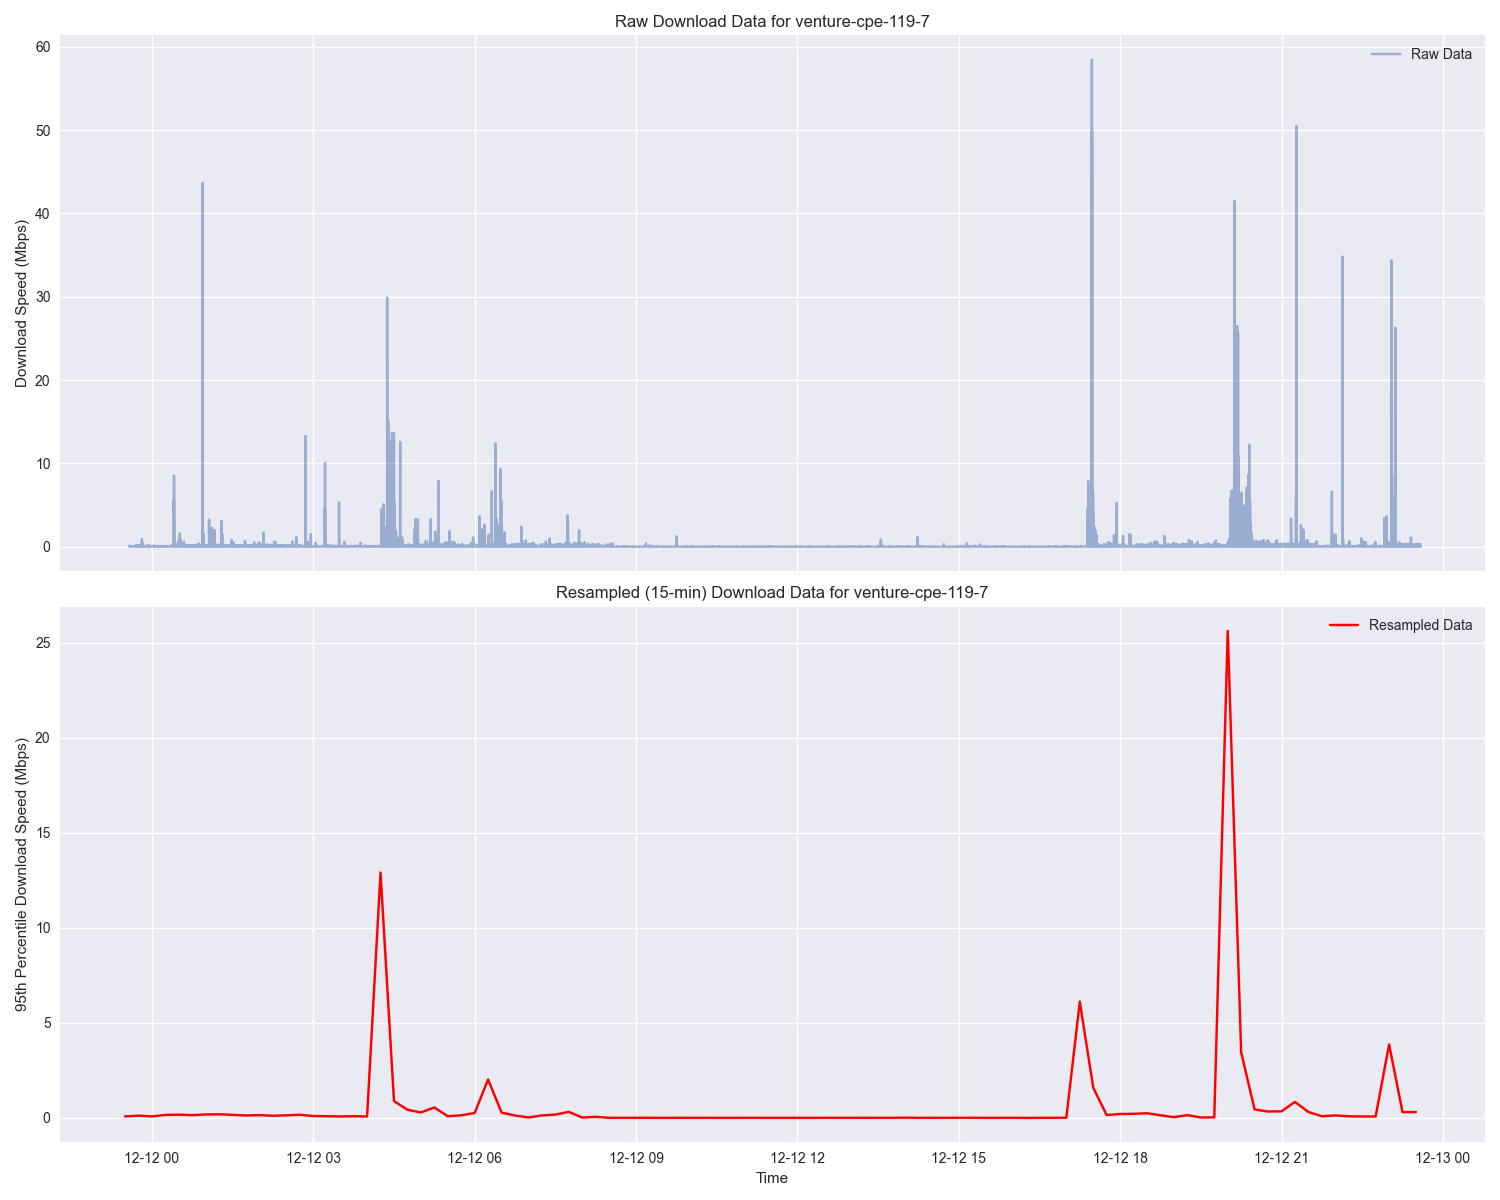 Raw Download Data for venture-cpe-119-7
Raw Data
60
50
40
30
20
10
0
Download Speed (Mbps)
Resampled (15-min) Download Data for venture-cpe-119-7
Resampled Data
25
20
15
10
5
0
95th Percentile Download Speed (Mbps)
12-12 00 12-12 03 12-12 06 12-12 09 12-12 12 12-12 15 12-12 18 12-12 21 12-13 00
Time